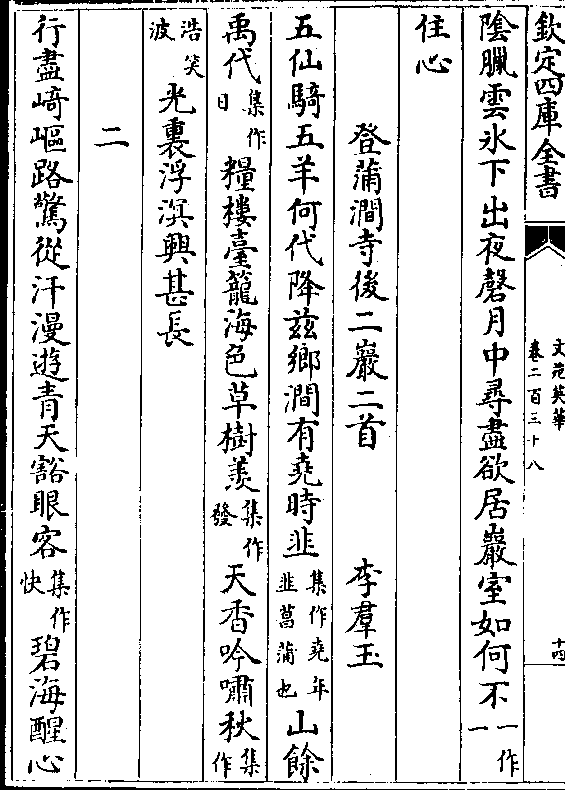 欽定四庫全書
文苑英華
卷二百三十八
十四
陰臘雲氷下出夜磬月中尋盡欲居巖室如何不一作一
住心
登蒲澗寺後二巖二首 李羣玉
五仙騎五羊何代降兹鄉澗有堯時韭集作堯年韭菖蒲也山餘
禹代集作日糧樓臺籠海色草樹羨集作發天香吟嘯秋集作
浩笑波光裏浮溟興甚長
二
行盡崎嶇路驚從汗漫遊青天豁眼客集作快碧海醒心